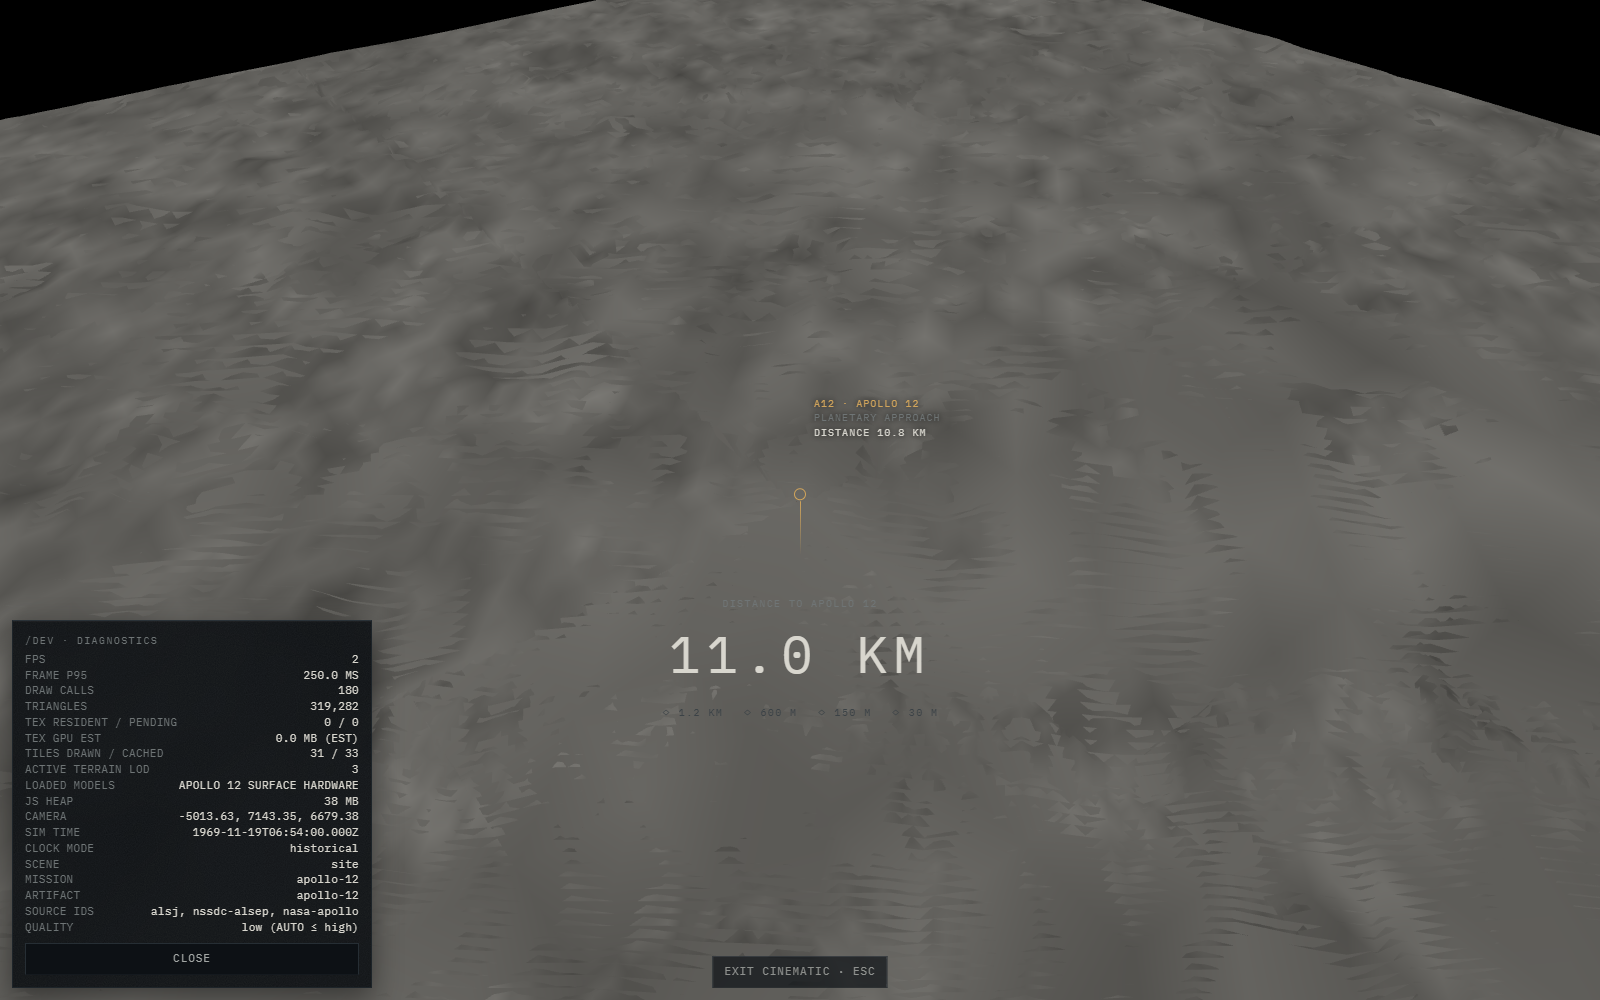 A12 · APOLLO 12
PLANETARY APPROACH
DISTANCE 10.8 KM
DISTANCE TO APOLLO 12
11.0 KM
◇ 1.2 KM ◇ 600 M ◇ 150 M ◇ 30 M
/DEV · DIAGNOSTICS
FPS 2
FRAME P95 250.0 MS
DRAW CALLS 180
TRIANGLES 319,282
TEX RESIDENT / PENDING 0 / 0
TEX GPU EST 0.0 MB (EST)
TILES DRAWN / CACHED 31 / 33
ACTIVE TERRAIN LOD 3
LOADED MODELS APOLLO 12 SURFACE HARDWARE
JS HEAP 38 MB
CAMERA -5013.63, 7143.35, 6679.38
SIM TIME 1969-11-19T06:54:00.000Z
CLOCK MODE historical
SCENE site
MISSION apollo-12
ARTIFACT apollo-12
SOURCE IDS alsj, nssdc-alsep, nasa-apollo
QUALITY low (AUTO ≤ high)
CLOSE
EXIT CINEMATIC · ESC